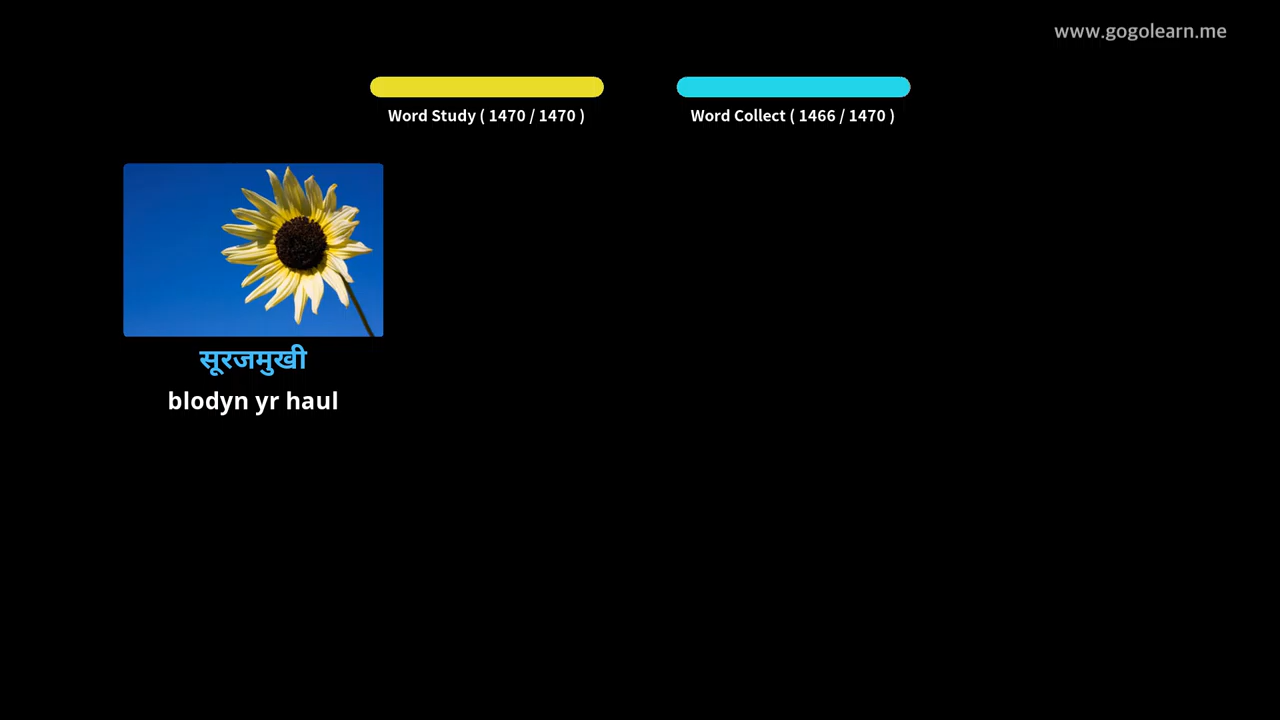 www.gogolearn.me
Word Study ( 1470 / 1470 )
Word Collect ( 1466 / 1470 )
सूरजमुखी
blodyn yr haul